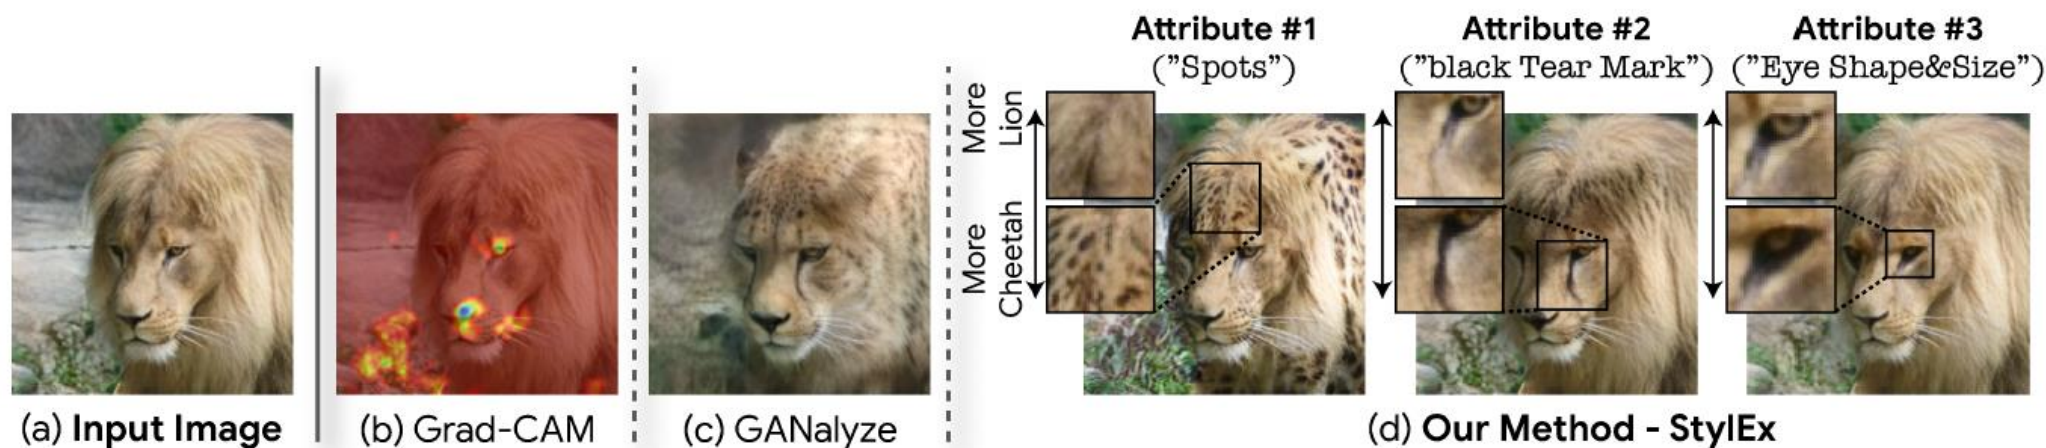 Attribute #1
("Spots")
Attribute #2
("black Tear Mark")
Attribute #3
("Eye Shape&Size")
More
Lion
More
Cheetah
(a) Input Image
(b) Grad-CAM
(c) GANalyze
(d) Our Method - StylEx